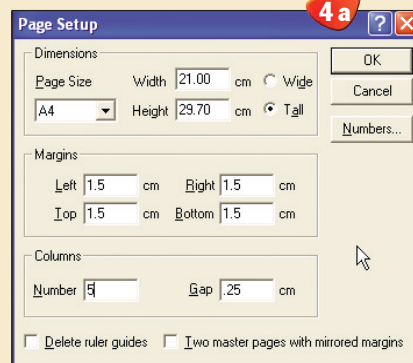 4a
Page Setup
Dimensions
Page Size Width 21.00 cm Wide
A4 Height 29.70 cm Tall
OK
Cancel
Numbers...
Margins
Left 1.5 cm Right 1.5 cm
Top 1.5 cm Bottom 1.5 cm
Columns
Number 5 Gap .25 cm
Delete ruler guides Two master pages with mirrored margins